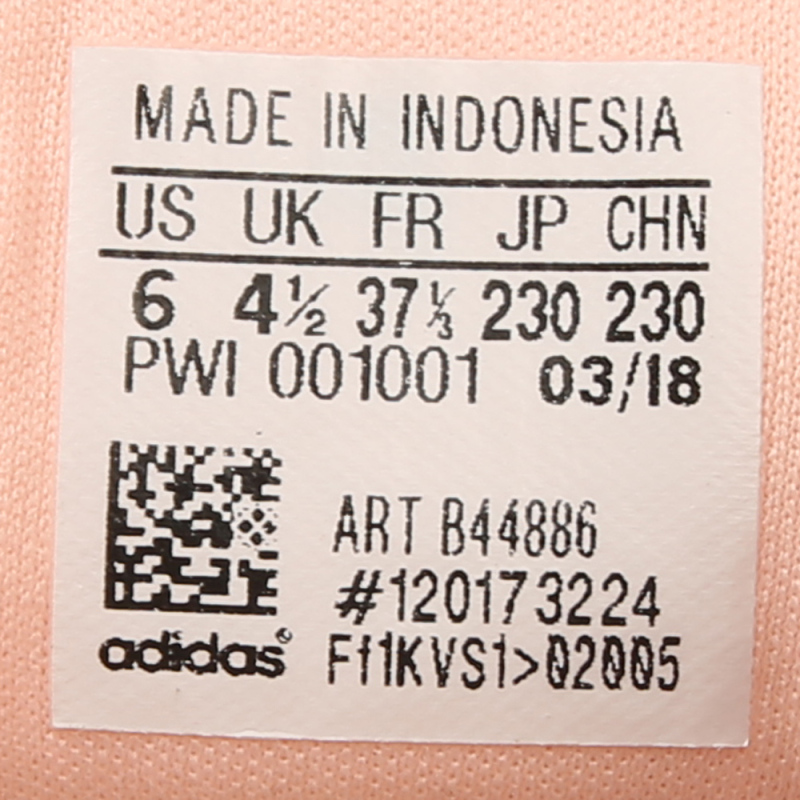 MADE IN INDONESIA
US UK FR JP CHN
6 4½ 37⅓ 230 230
PWI 001001 03/18
ART B44886
#120173224
adidas®
Ff1KVS1>02005